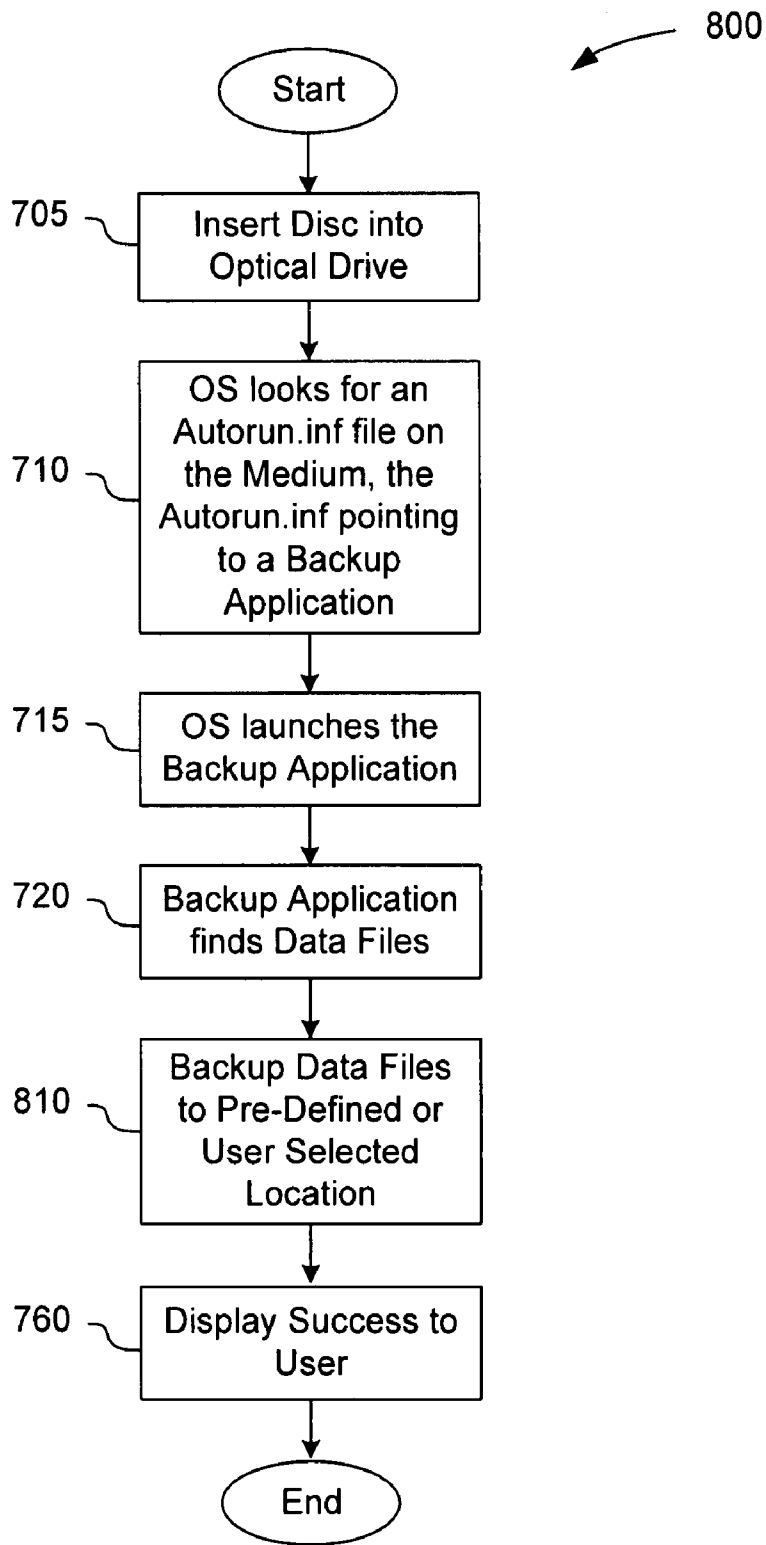 800
Start
705
Insert Disc into
Optical Drive
710
OS looks for an
Autorun.inf file on
the Medium, the
Autorun.inf pointing
to a Backup
Application
715
OS launches the
Backup Application
720
Backup Application
finds Data Files
810
Backup Data Files
to Pre-Defined or
User Selected
Location
760
Display Success to
User
End